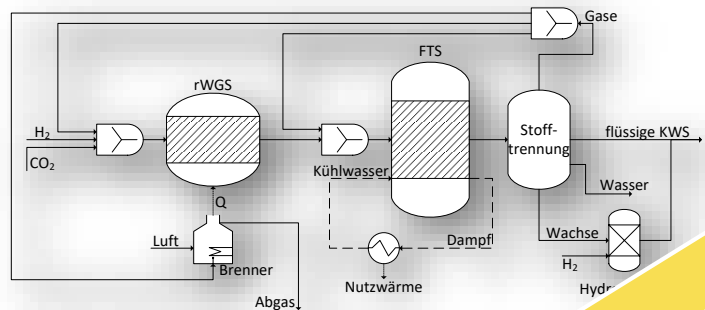 Gase
FTS
rWGS
H2
CO2
Stoff-
trennung
flüssige KWS
Kühlwasser
Wasser
Q
Luft
Brenner
Dampf
Wachse
H2
Nutzwärme
Abgas